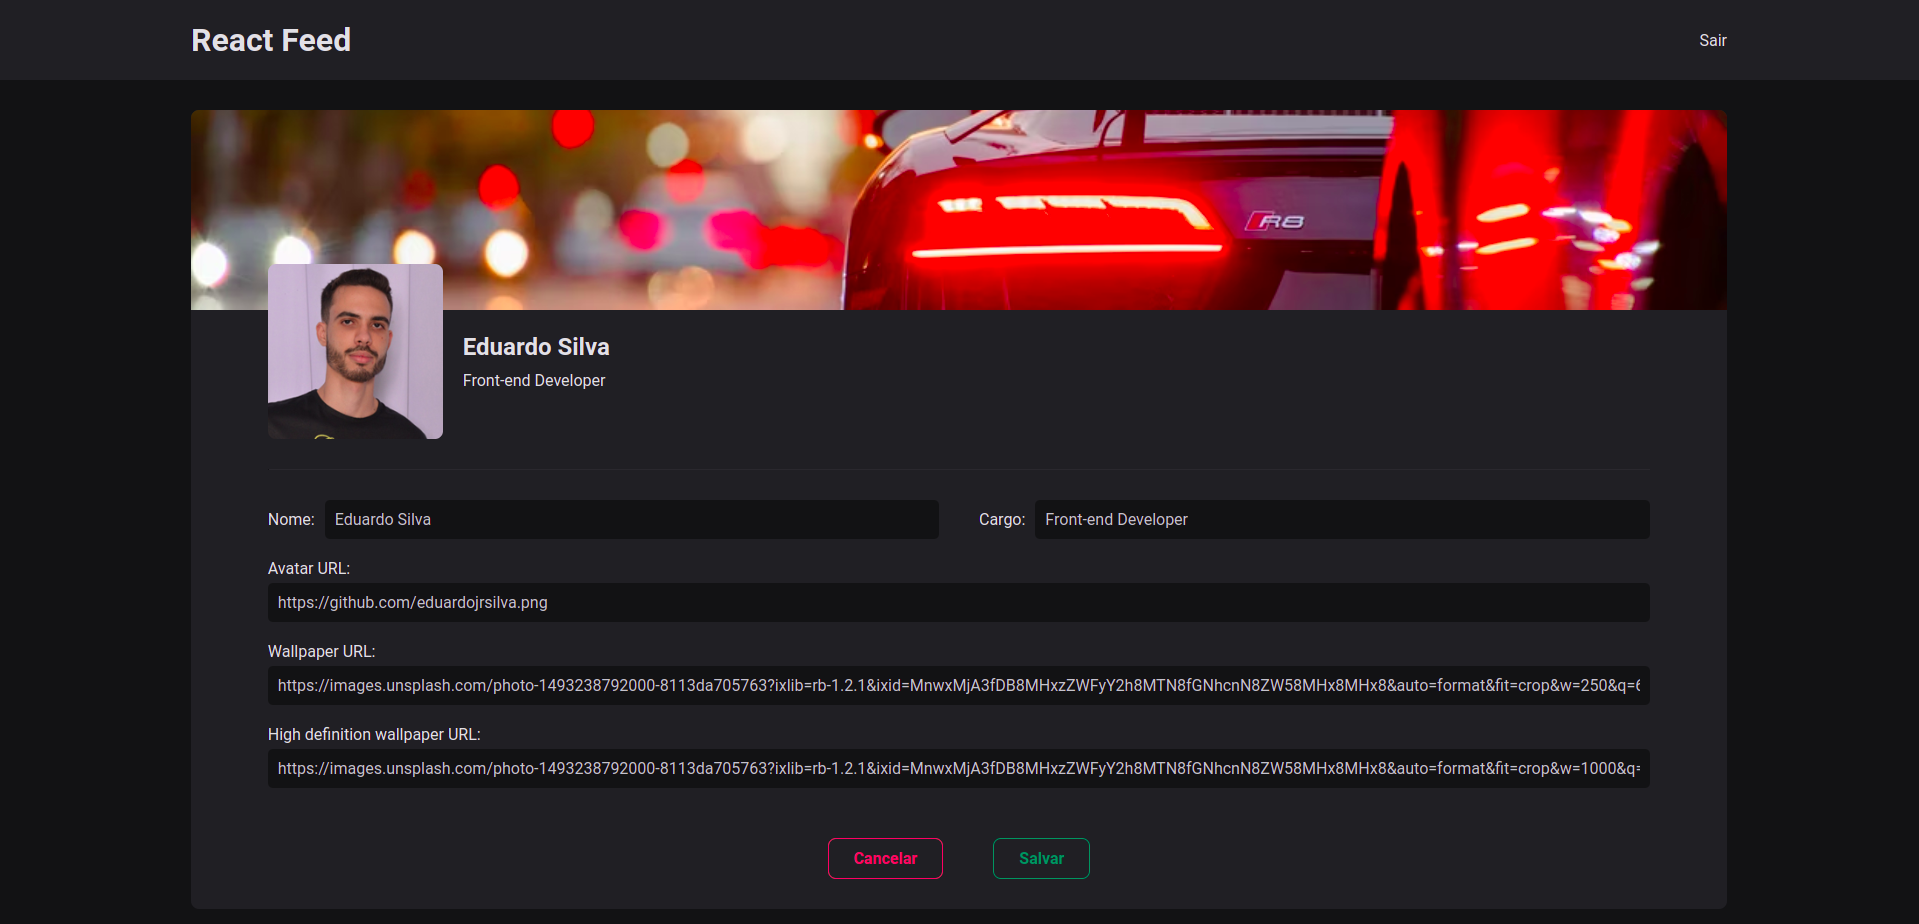 React Feed
Sair
R8
Eduardo Silva
Front-end Developer
Nome: Eduardo Silva
Cargo: Front-end Developer
Avatar URL:
https://github.com/eduardojrsilva.png
Wallpaper URL:
https://images.unsplash.com/photo-1493238792000-8113da705763?ixlib=rb-1.2.1&ixid=MnwxMjA3fDB8MHxzZWFyY2h8MTN8fGNhcnN8ZW58MHx8MHx8&auto=format&fit=crop&w=250&q=6
High definition wallpaper URL:
https://images.unsplash.com/photo-1493238792000-8113da705763?ixlib=rb-1.2.1&ixid=MnwxMjA3fDB8MHxzZWFyY2h8MTN8fGNhcnN8ZW58MHx8MHx8&auto=format&fit=crop&w=1000&q=
Cancelar
Salvar